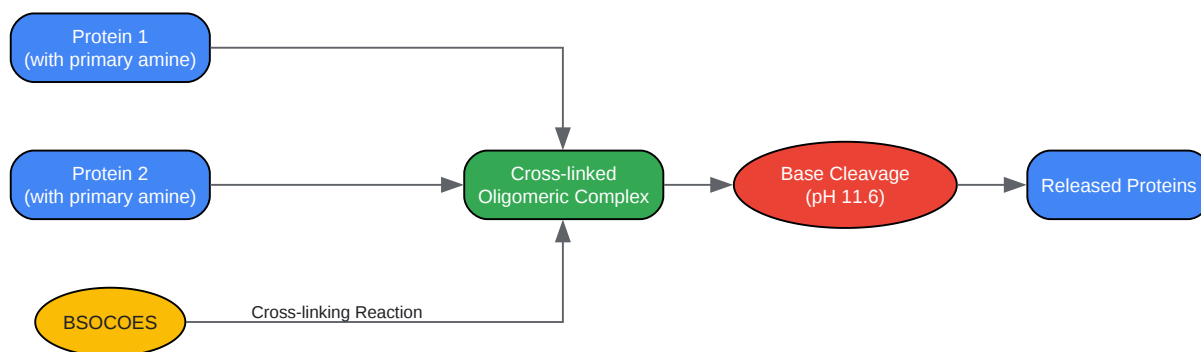 Protein 1
(with primary amine)
Protein 2
(with primary amine)
Cross-linked
Oligomeric Complex
Base Cleavage
(pH 11.6)
Released Proteins
BSOCOES
Cross-linking Reaction